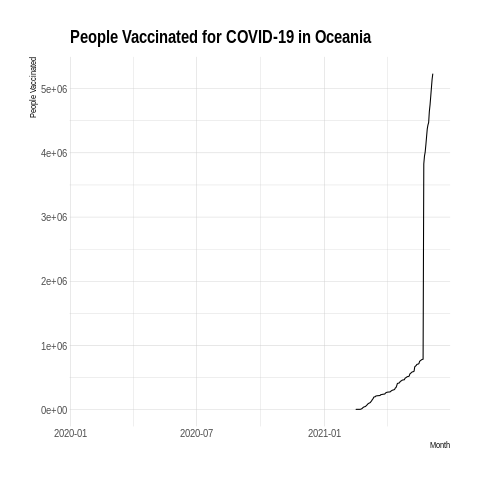 People Vaccinated for COVID-19 in Oceania
People Vaccinated
5e+06
4e+06
3e+06
2e+06
1e+06
0e+00
2020-01
2020-07
2021-01
Month